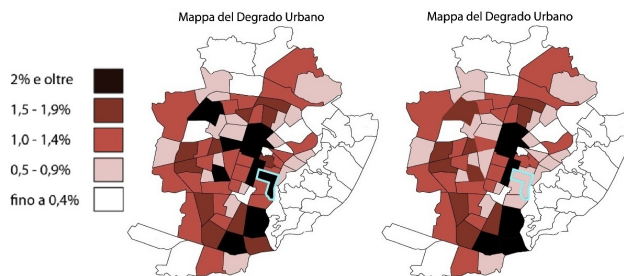 Mappa del Degrado Urbano
Mappa del Degrado Urbano
2% e oltre
1,5 - 1,9%
1,0 - 1,4%
0,5 - 0,9%
fino a 0,4%